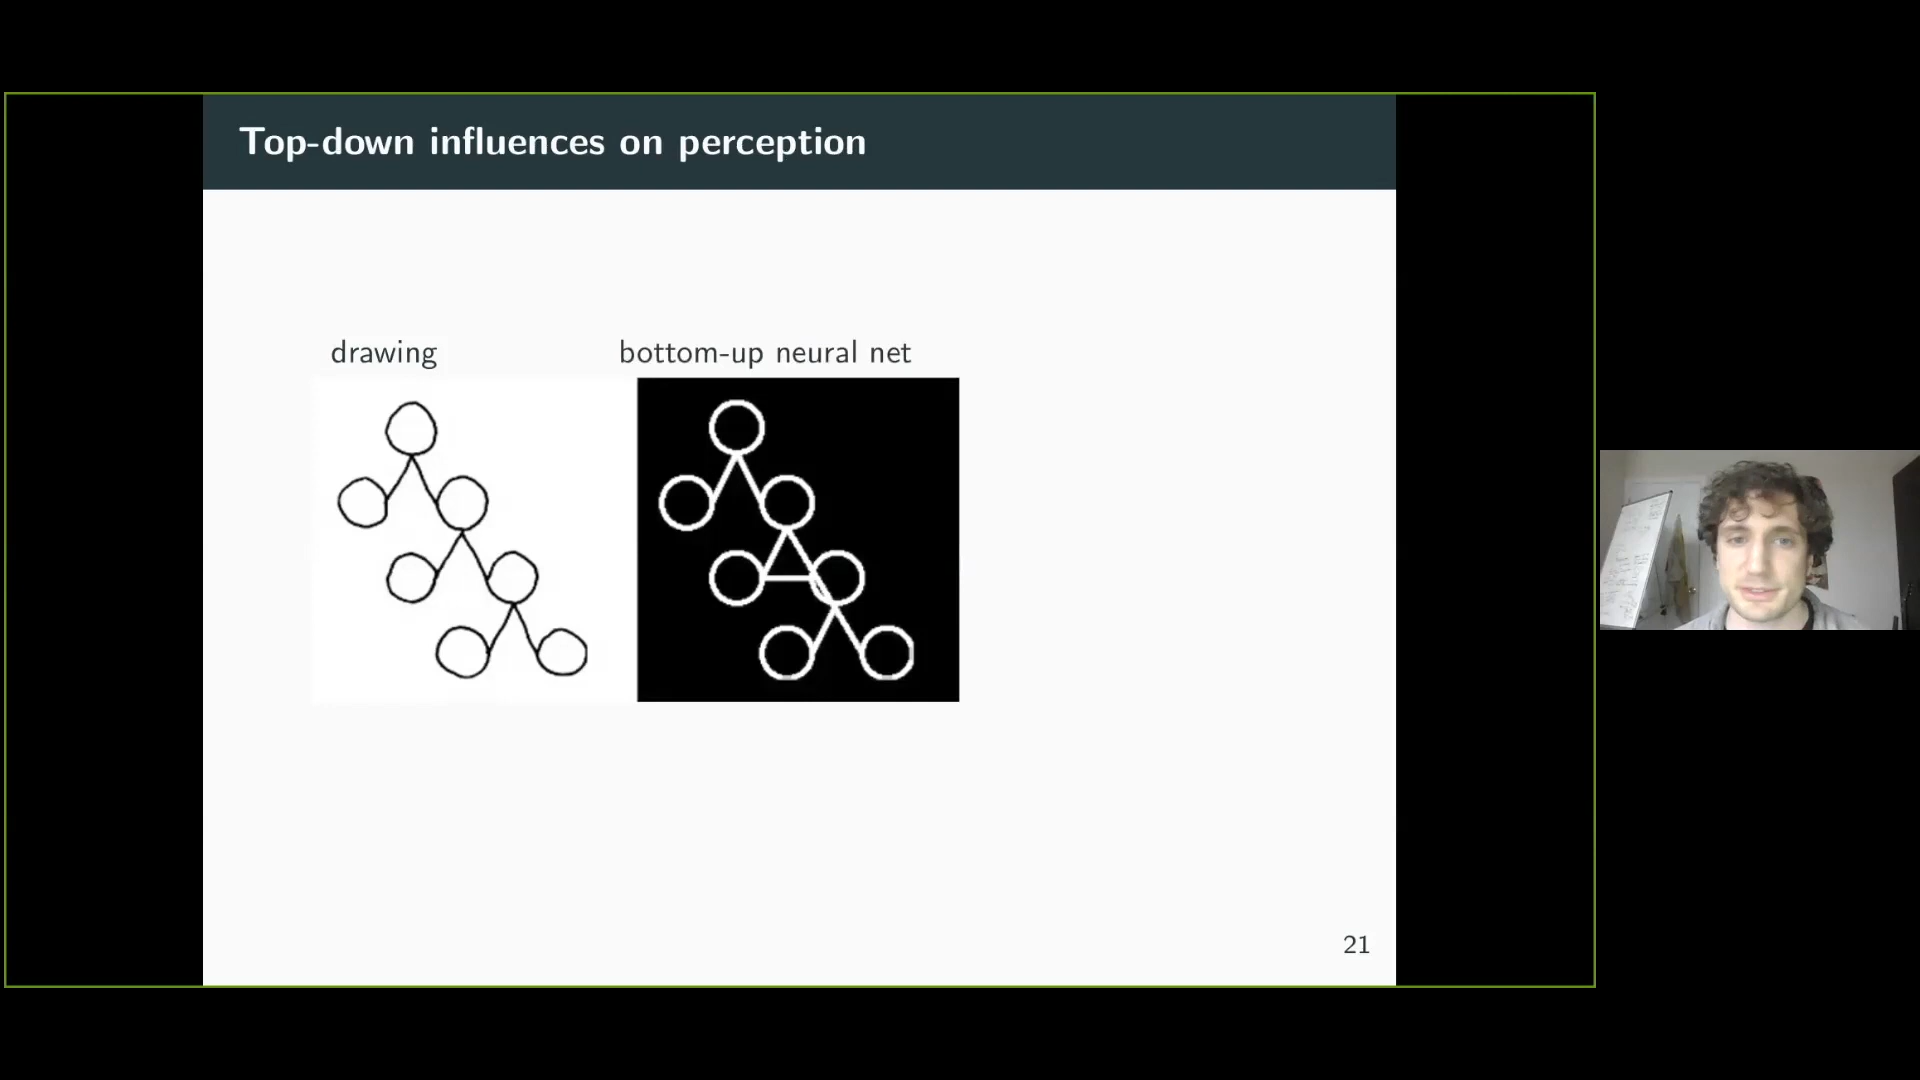 Top-down influences on perception
drawing
bottom-up neural net
21